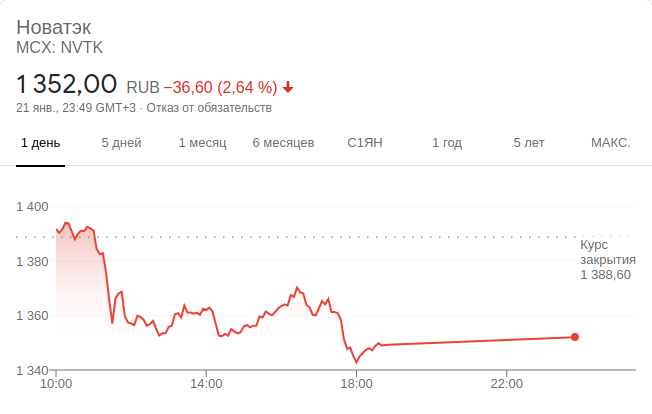 Новатэк
MCX: NVTK
1 352,00 RUB −36,60 (2,64 %)
21 янв., 23:49 GMT+3 · Отказ от обязательств
1 день 5 дней 1 месяц 6 месяцев С1ЯН 1 год 5 лет МАКС.
1 400
Курс
закрытия
1 388,60
1 380
1 360
1 340
10:00 14:00 18:00 22:00